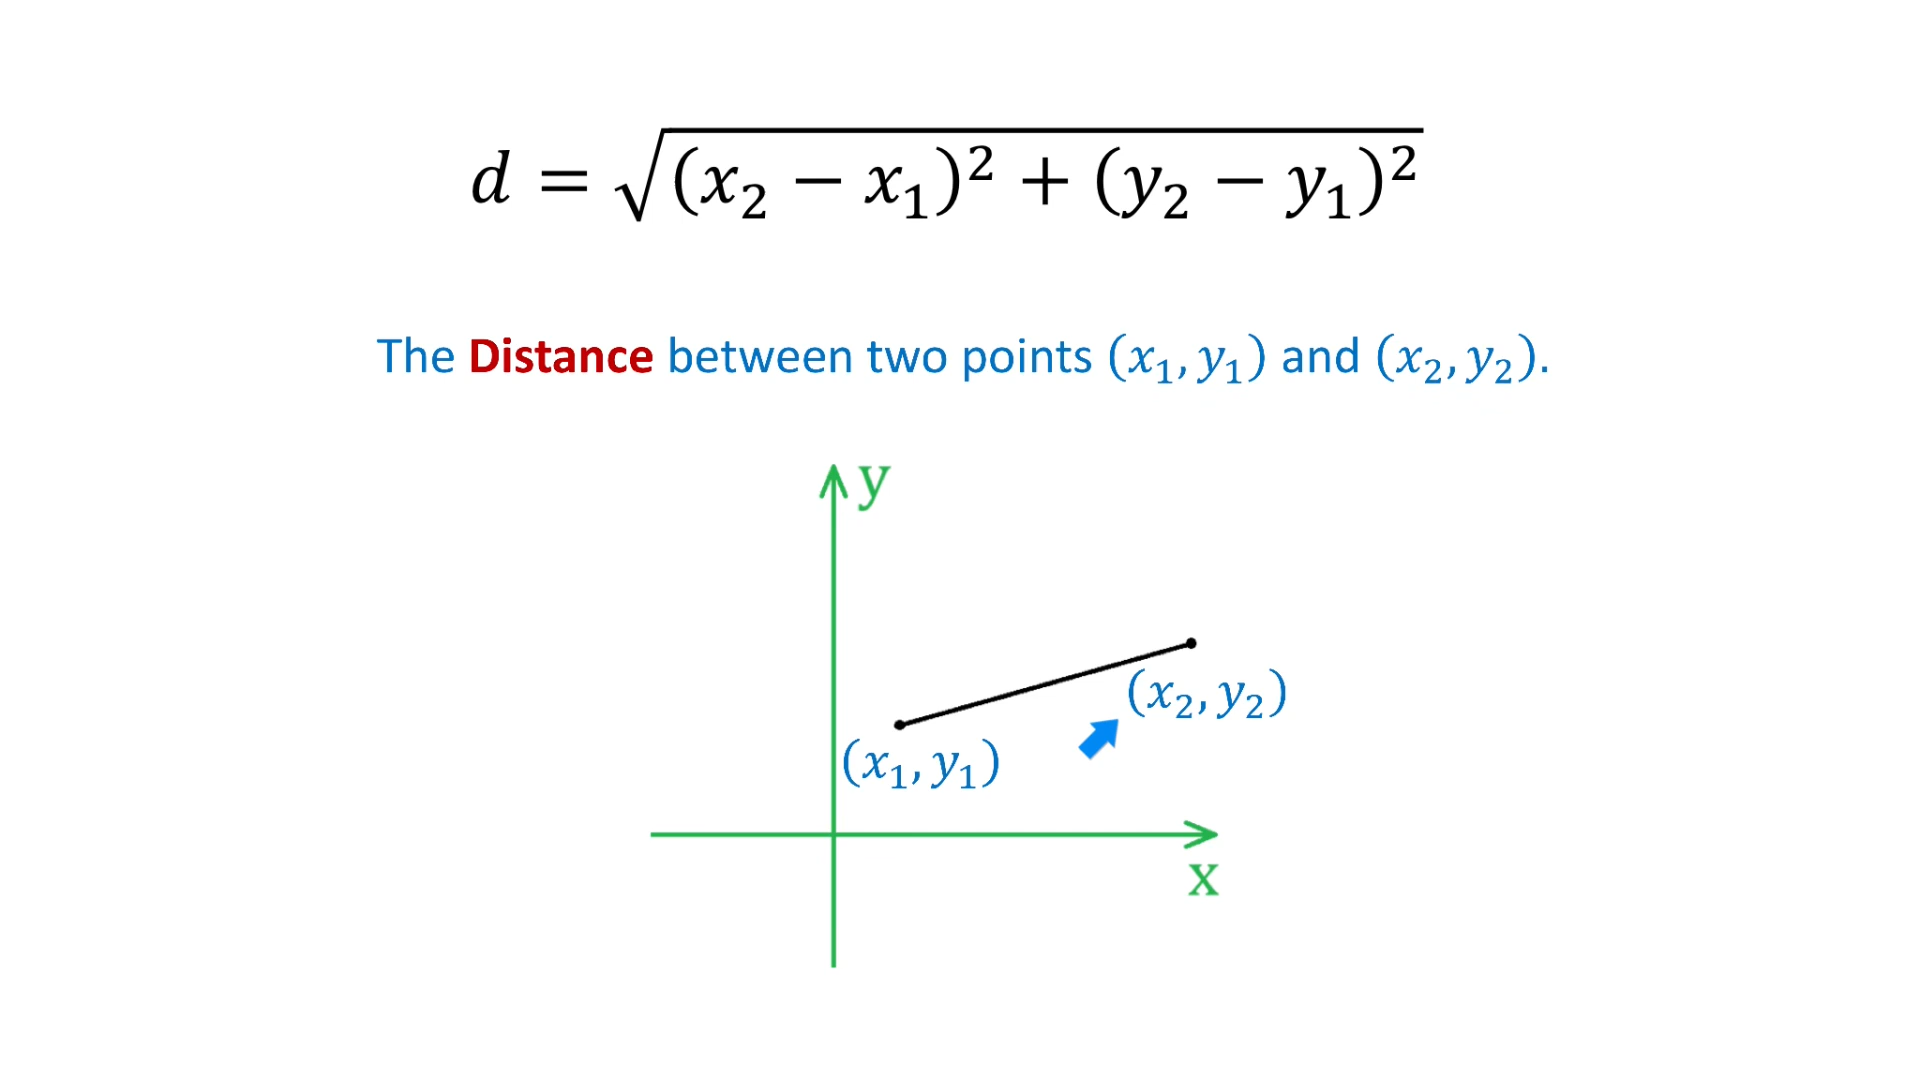 d = √((x₂ − x₁)² + (y₂ − y₁)²)
The Distance between two points (x₁, y₁) and (x₂, y₂).
y
(x₂, y₂)
(x₁, y₁)
x